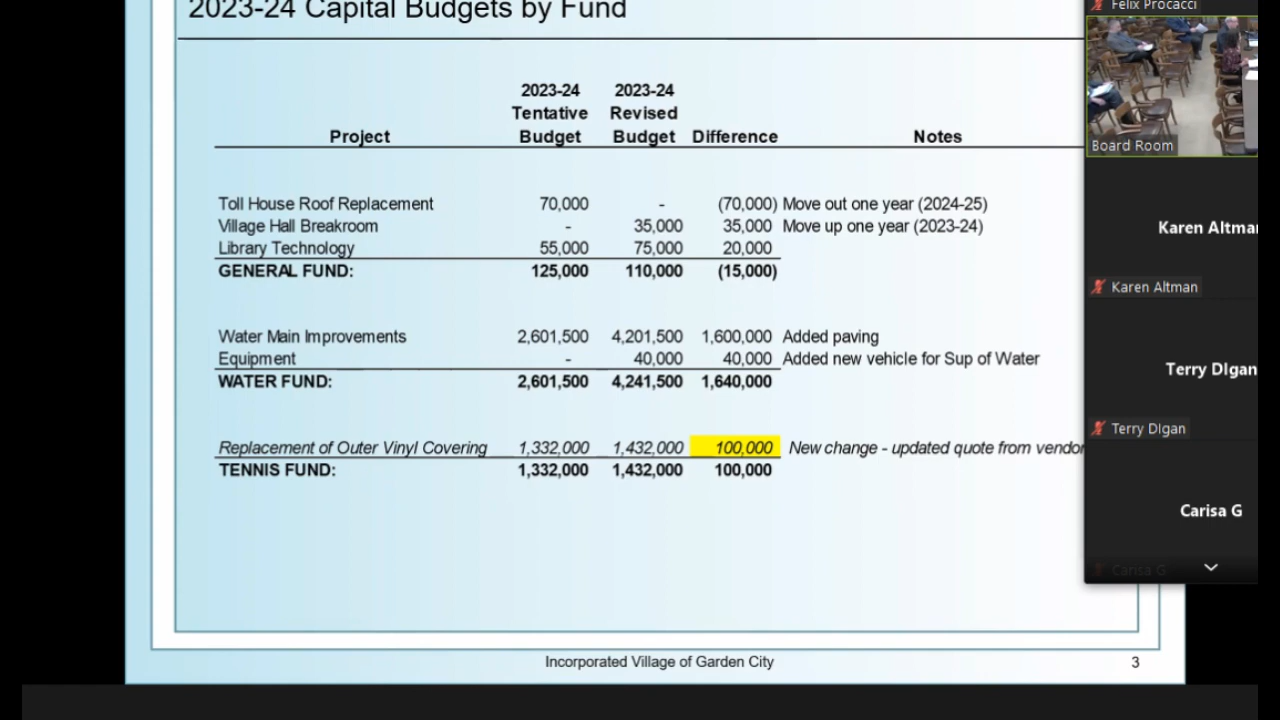 2023-24 Capital Budgets by Fund
2023-24 2023-24
Tentative Revised
Project Budget Budget Difference Notes
Toll House Roof Replacement 70,000 - (70,000) Move out one year (2024-25)
Village Hall Breakroom - 35,000 35,000 Move up one year (2023-24)
Library Technology 55,000 75,000 20,000
GENERAL FUND: 125,000 110,000 (15,000)
Water Main Improvements 2,601,500 4,201,500 1,600,000 Added paving
Equipment - 40,000 40,000 Added new vehicle for Sup of Water
WATER FUND: 2,601,500 4,241,500 1,640,000
Replacement of Outer Vinyl Covering 1,332,000 1,432,000 100,000 New change - updated quote from vendor
TENNIS FUND: 1,332,000 1,432,000 100,000
Incorporated Village of Garden City 3
Felix Procacci
Board Room
Karen Altman
Karen Altman
Terry DIgan
Terry DIgan
Carisa G
Carisa G